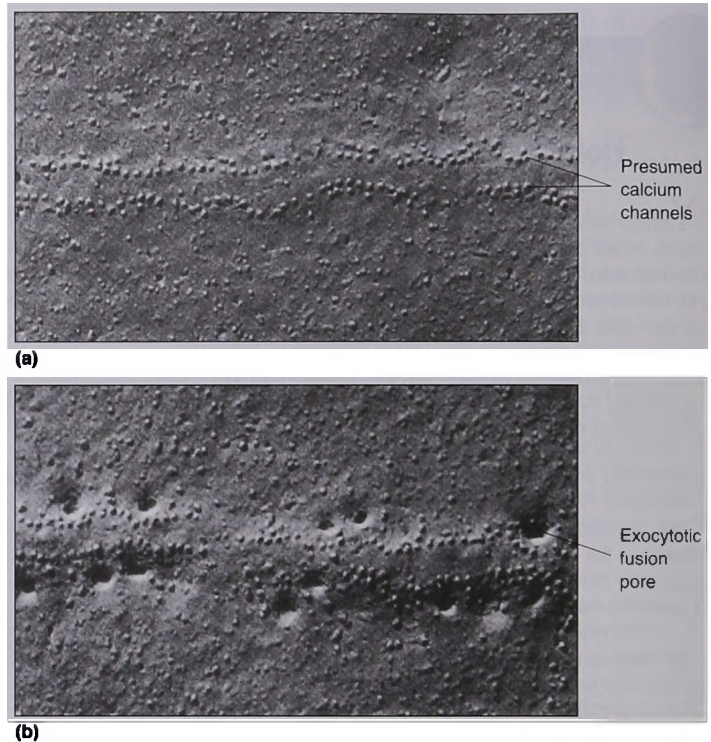 Presumed
calcium
channels
(a)
Exocytotic
fusion
pore
(b)